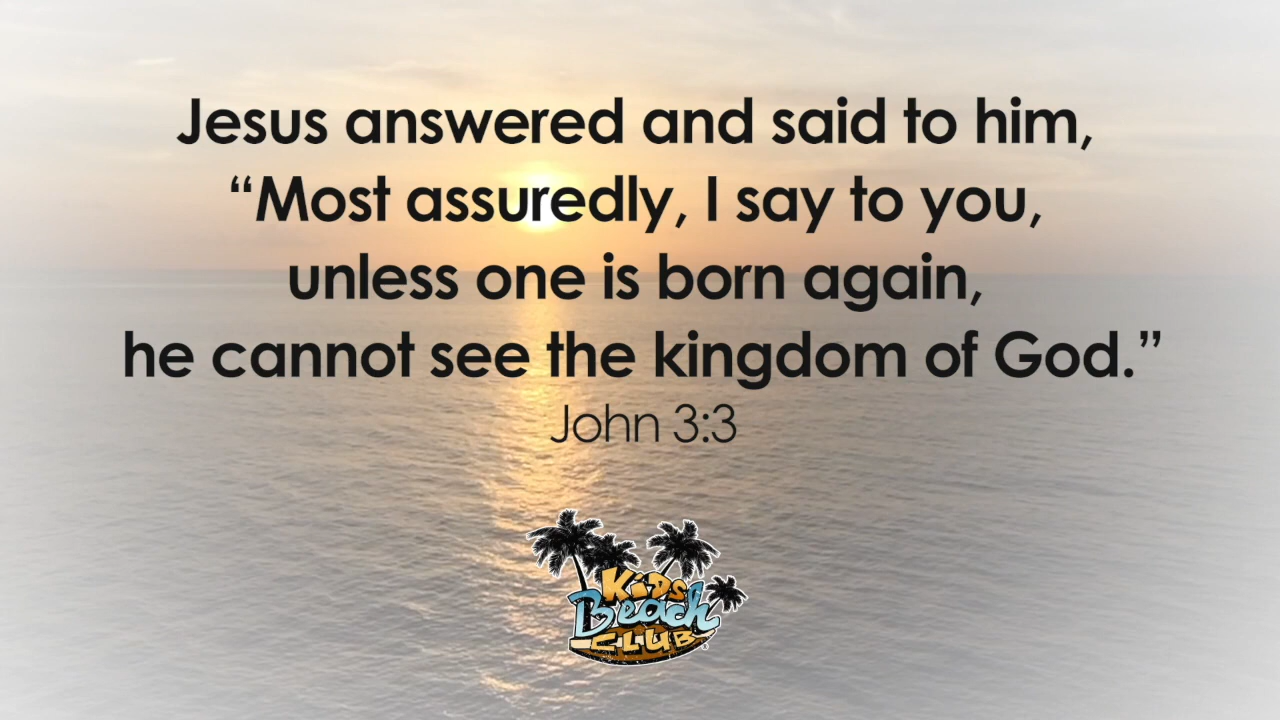 Jesus answered and said to him,
“Most assuredly, I say to you,
unless one is born again,
he cannot see the kingdom of God.”
John 3:3
KiDS
Beach
CLUB
®